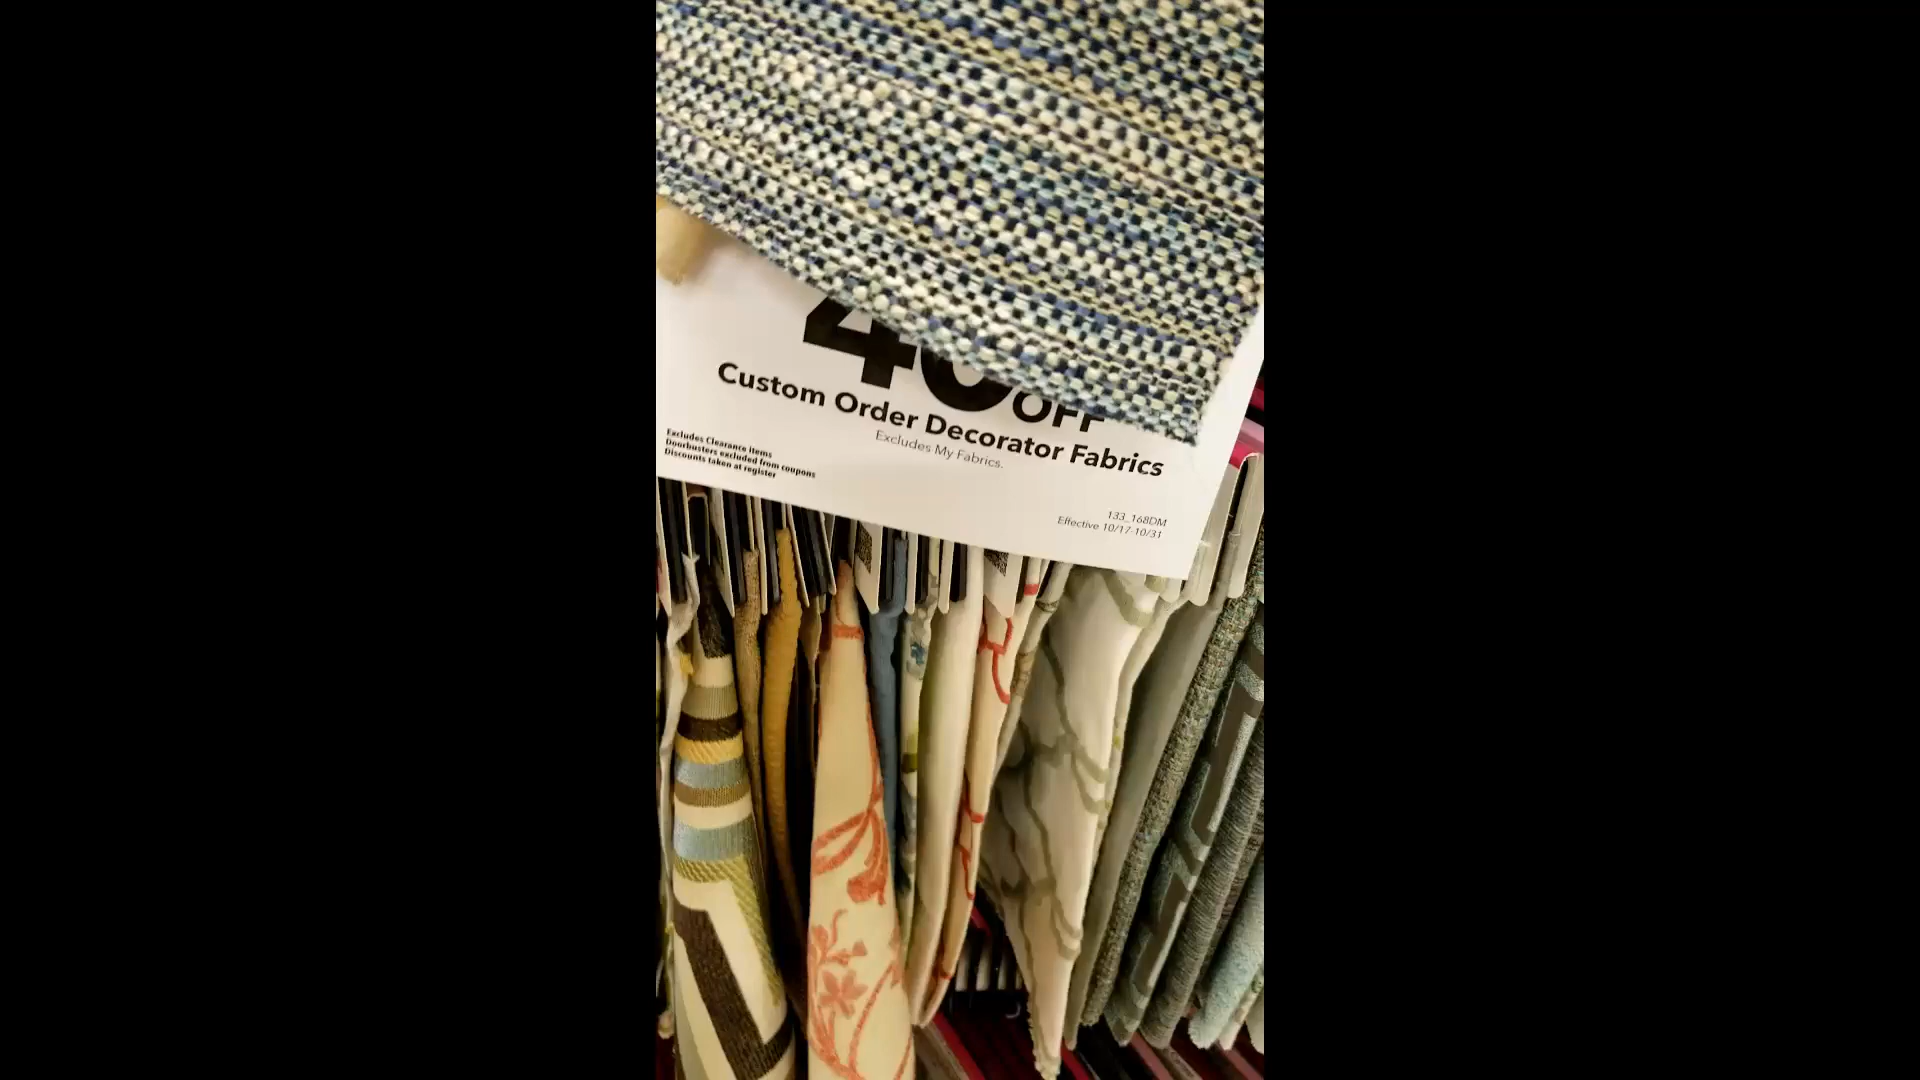 40
OFF
Custom Order Decorator Fabrics
Excludes My Fabrics.
Excludes Clearance items
Doorbusters excluded from coupons
Discounts taken at register
133_168DM
Effective 10/17-10/31